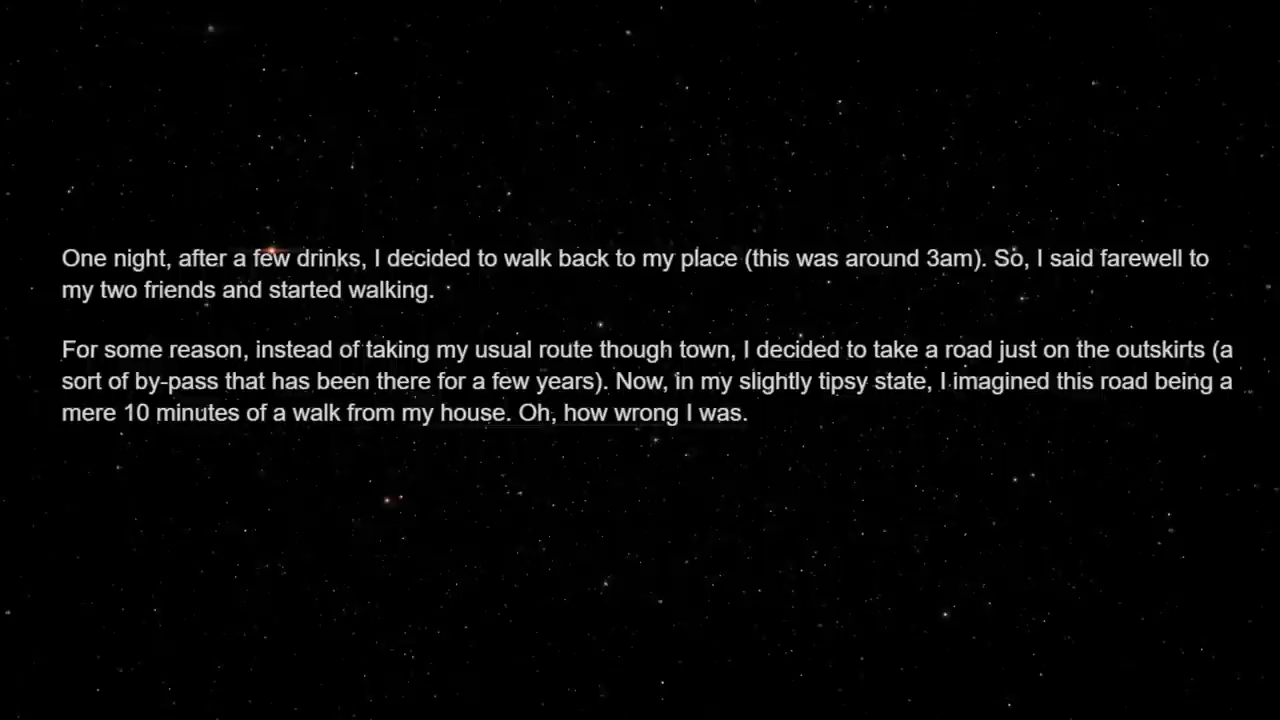 One night, after a few drinks, I decided to walk back to my place (this was around 3am). So, I said farewell to
my two friends and started walking.
For some reason, instead of taking my usual route though town, I decided to take a road just on the outskirts (a
sort of by-pass that has been there for a few years). Now, in my slightly tipsy state, I imagined this road being a
mere 10 minutes of a walk from my house. Oh, how wrong I was.